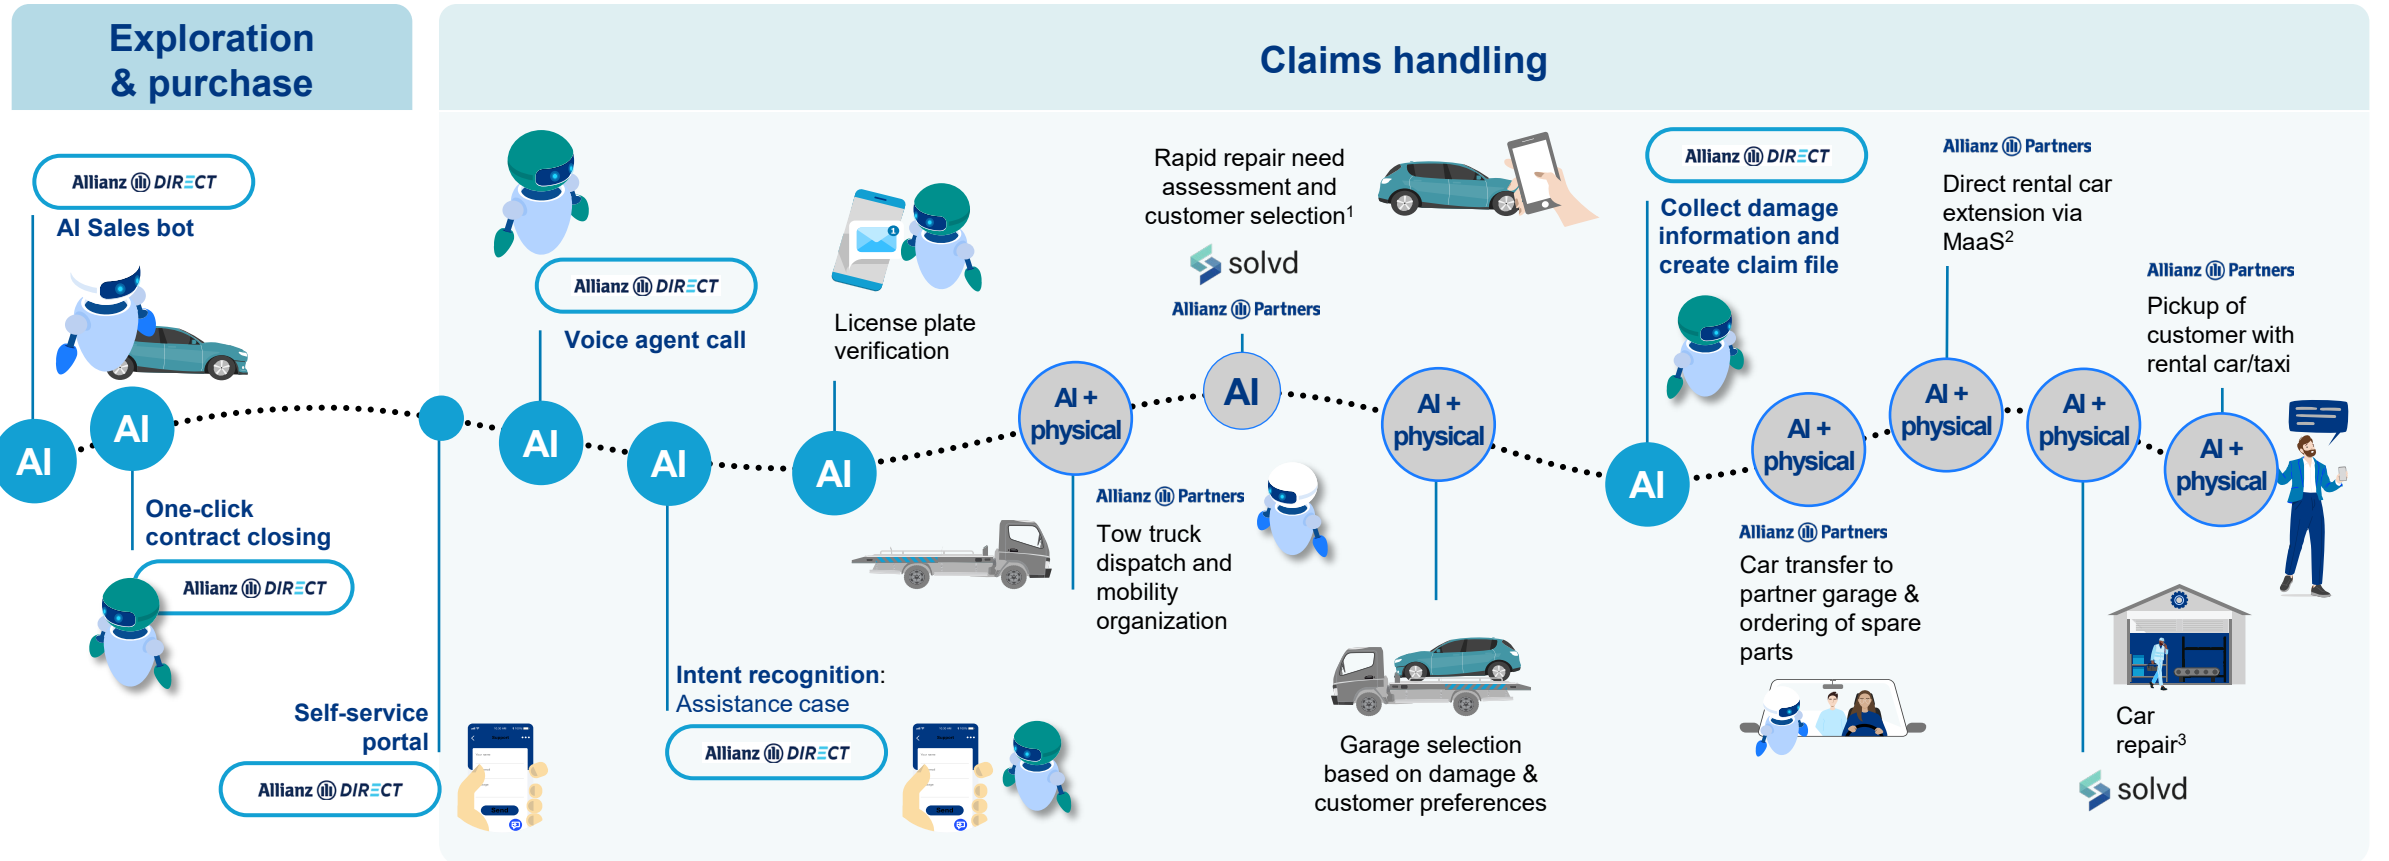 Exploration
& purchase
Claims handling
Allianz DIRECT
AI Sales bot
AI
AI
One-click
contract closing
Allianz DIRECT
Self-service
portal
Allianz DIRECT
Allianz DIRECT
Voice agent call
AI
AI
Intent recognition:
Assistance case
Allianz DIRECT
Support
Send
1
License plate
verification
AI
AI +
physical
Allianz Partners
Tow truck
dispatch and
mobility
organization
Rapid repair need
assessment and
customer selection1
solvd
Allianz Partners
AI
AI +
physical
Garage selection
based on damage &
customer preferences
Allianz DIRECT
Collect damage
information and
create claim file
AI
AI +
physical
Allianz Partners
Car transfer to
partner garage &
ordering of spare
parts
Allianz Partners
Direct rental car
extension via
MaaS2
AI +
physical
AI +
physical
Car
repair3
solvd
Allianz Partners
Pickup of
customer with
rental car/taxi
AI +
physical